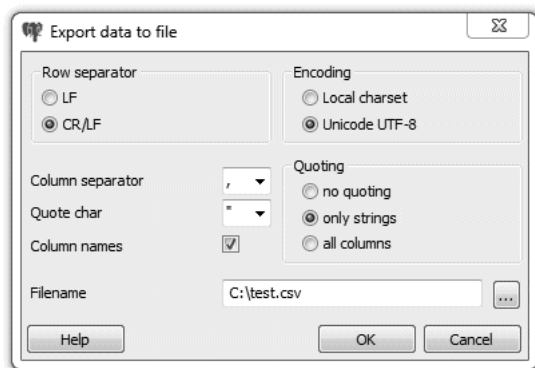 Export data to file
Row separator
LF
CR/LF
Encoding
Local charset
Unicode UTF-8
Column separator ,
Quote char "
Column names
Quoting
no quoting
only strings
all columns
Filename C:\test.csv ...
Help OK Cancel